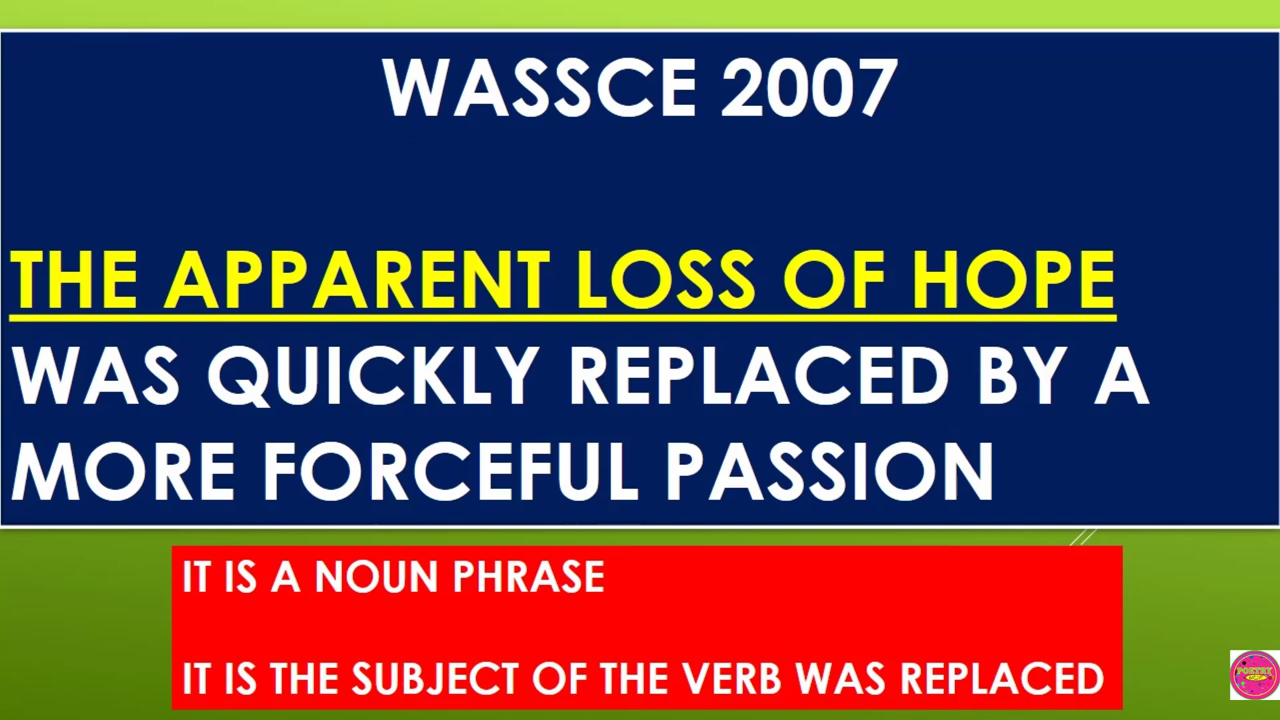 WASSCE 2007
THE APPARENT LOSS OF HOPE
WAS QUICKLY REPLACED BY A
MORE FORCEFUL PASSION
IT IS A NOUN PHRASE
IT IS THE SUBJECT OF THE VERB WAS REPLACED
POETRY